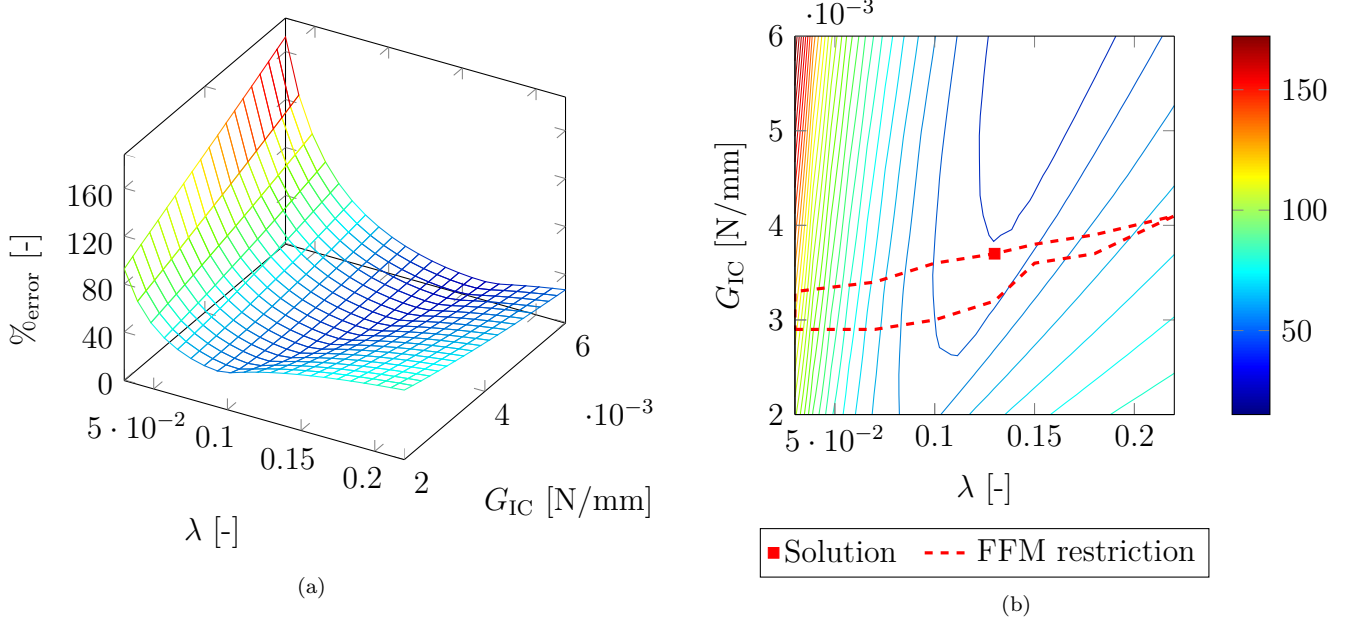 160
120
80
40
0
%error [-]
5 · 10−2
0.1
0.15
0.2
λ [-]
2
4
6
·10−3
GIC [N/mm]
(a)
·10−3
6
5
4
3
2
GIC [N/mm]
5 · 10−2
0.1
0.15
0.2
λ [-]
150
100
50
Solution FFM restriction
(b)